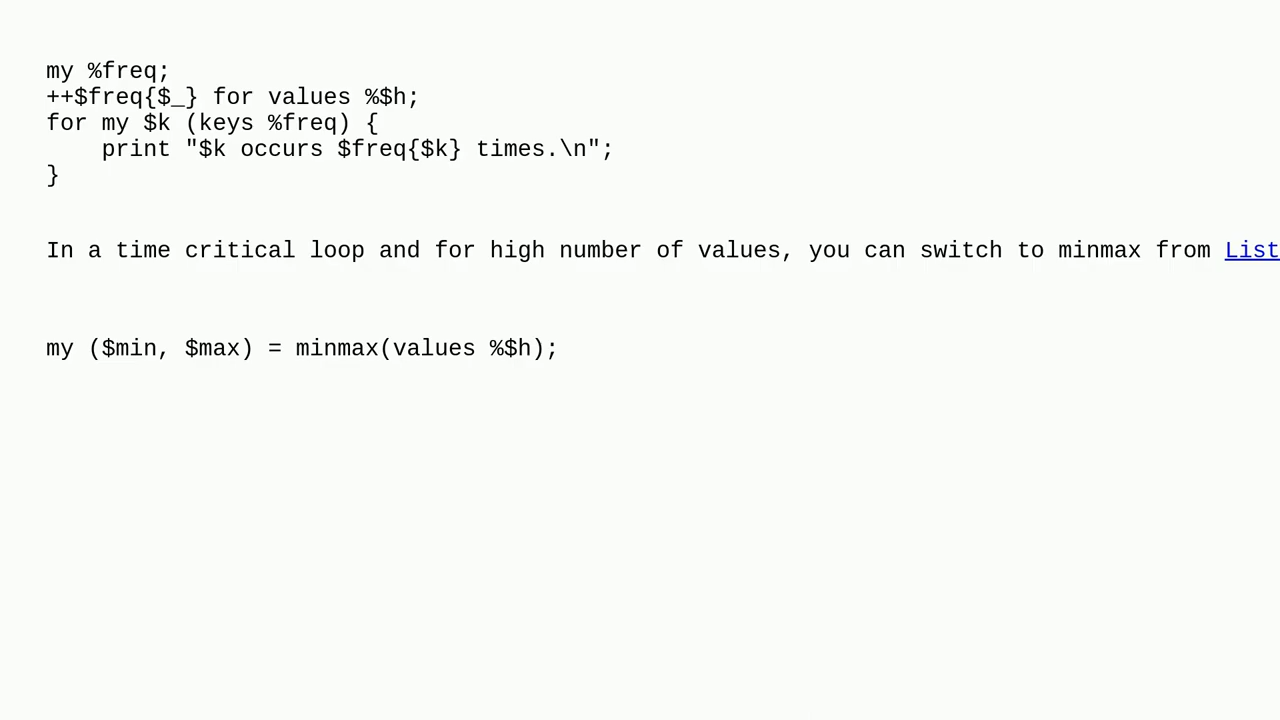 my %freq;
++$freq{$_} for values %$h;
for my $k (keys %freq) {
    print "$k occurs $freq{$k} times.\n";
}
In a time critical loop and for high number of values, you can switch to minmax from List
my ($min, $max) = minmax(values %$h);